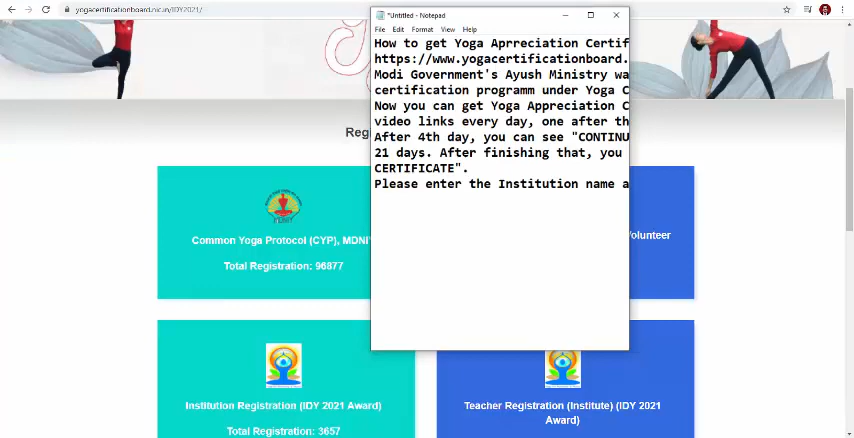 yogacertificationboard.nic.in/IDY2021/
*Untitled - Notepad
File Edit Format View Help
How to get Yoga Aprreciation Certif
https://www.yogacertificationboard.
Modi Government's Ayush Ministry wa
certification programm under Yoga C
Now you can get Yoga Appreciation C
video links every day, one after th
After 4th day, you can see "CONTINU
21 days. After finishing that, you
CERTIFICATE".
Please enter the Institution name a
Reg
Common Yoga Protocol (CYP), MDNI
Total Registration: 96877
olunteer
Institution Registration (IDY 2021 Award)
Total Registration: 3657
Teacher Registration (Institute) (IDY 2021
Award)